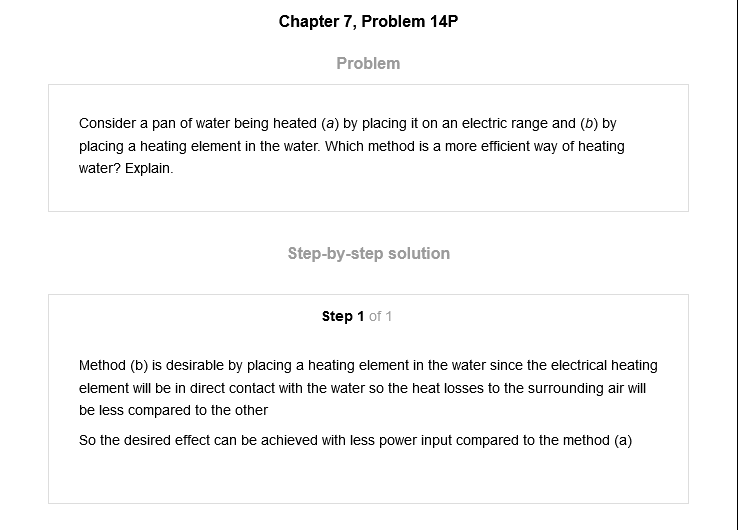 Chapter 7, Problem 14P
Problem
Consider a pan of water being heated (a) by placing it on an electric range and (b) by
placing a heating element in the water. Which method is a more efficient way of heating
water? Explain.
Step-by-step solution
Step 1 of 1
Method (b) is desirable by placing a heating element in the water since the electrical heating
element will be in direct contact with the water so the heat losses to the surrounding air will
be less compared to the other
So the desired effect can be achieved with less power input compared to the method (a)